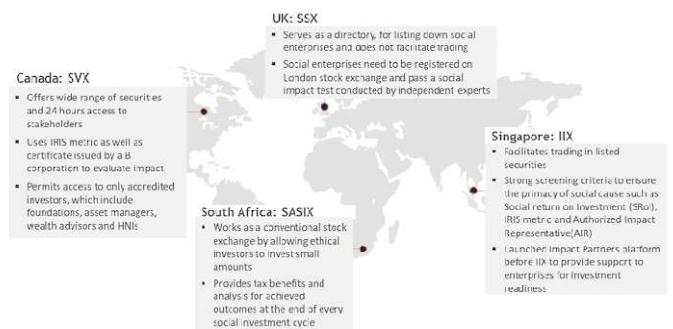 UK: SSX
▪ Serves as a directory, for listing down social
enterprises and does not facilitate trading
▪ Social enterprises need to be registered on
London stock exchange and pass a social
impact test conducted by independent experts
Canada: SVX
▪ Offers wide range of securities
and 24 hours access to
stakeholders
▪ Uses IRIS metric as well as
certificate issued by a B
corporation to evaluate impact
▪ Permits access to only accredited
investors, which include
foundations, asset managers,
wealth advisors and HNIs
Singapore: IIX
▪ Facilitates trading in listed
securities
▪ Strong screening criteria to ensure
the primacy of social cause such as
Social return on Investment (SRoI),
IRIS metric and Authorized Impact
Representative(AIR)
▪ Launched Impact Partners platform
before IIX to provide support to
enterprises for investment
readiness
South Africa: SASIX
▪ Works as a conventional stock
exchange by allowing ethical
investors to invest small
amounts
▪ Provides tax benefits and
analysis for achieved
outcomes at the end of every
social investment cycle